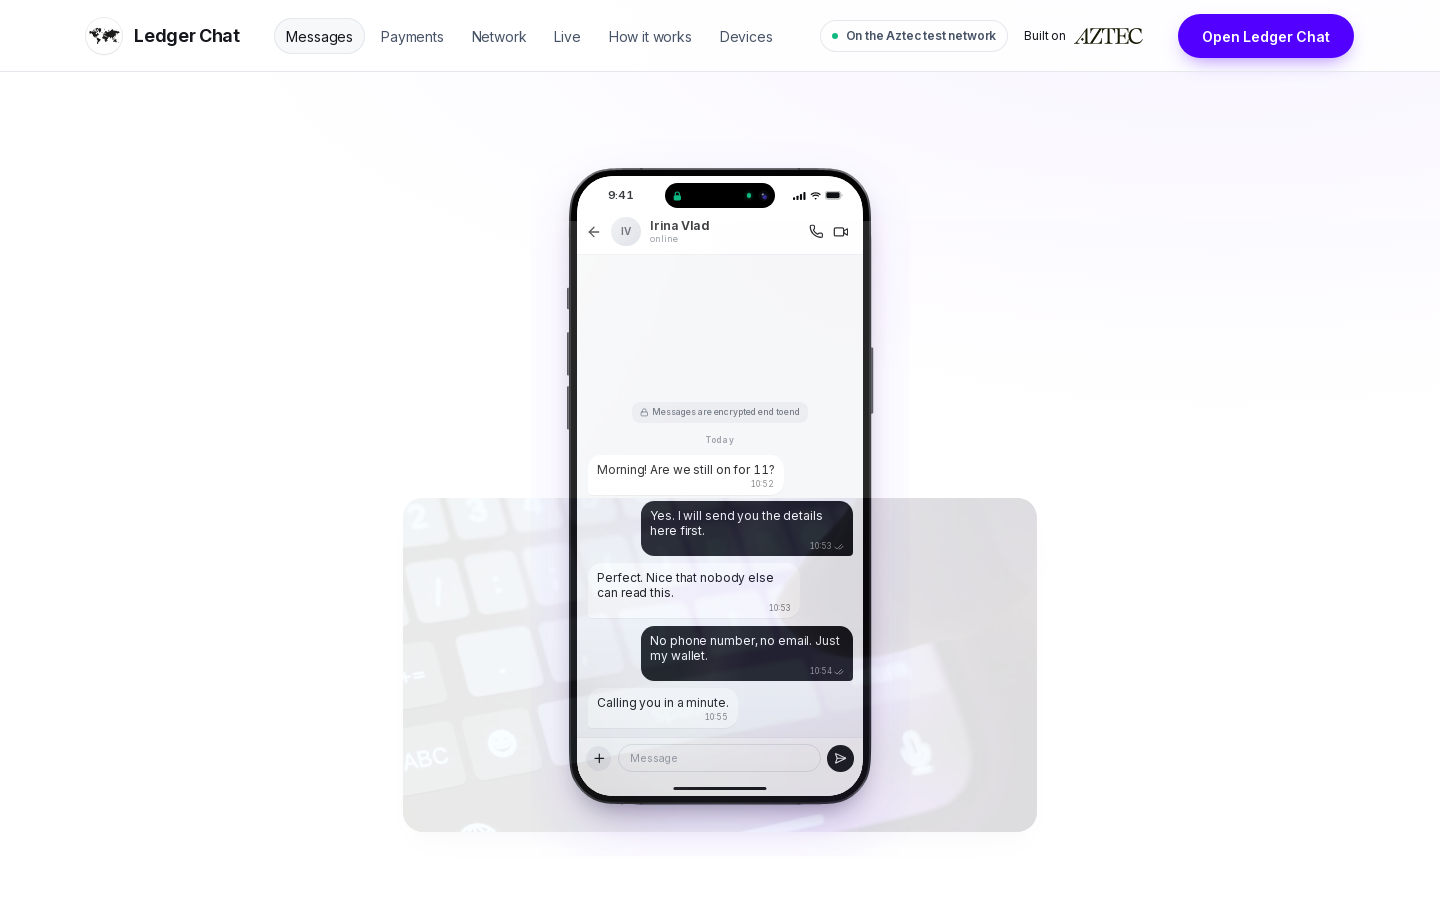 Ledger Chat
Messages
Payments
Network
Live
How it works
Devices
On the Aztec test network
Built on AZTEC
Open Ledger Chat
9:41
IV
Irina Vlad
online
Messages are encrypted end to end
Today
Morning! Are we still on for 11?
10:52
Yes. I will send you the details
here first.
10:53
Perfect. Nice that nobody else
can read this.
10:53
No phone number, no email. Just
my wallet.
10:54
Calling you in a minute.
10:55
Message
2 3 4
/ : ;
+= .
ABC